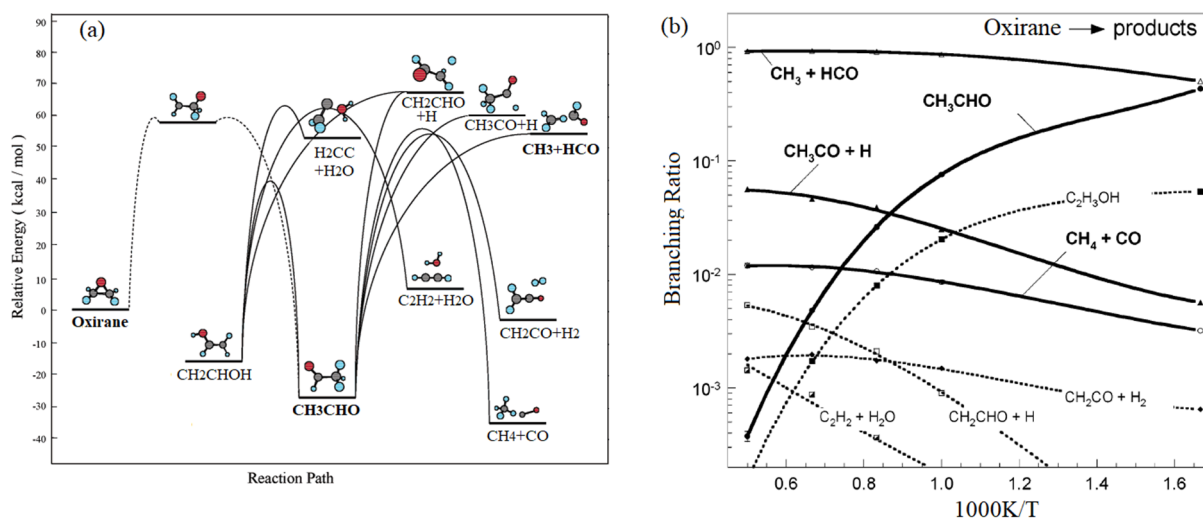 (a)
90
80
70
60
50
40
30
20
10
0
-10
-20
-30
-40
Relative Energy ( kcal / mol )
Reaction Path
Oxirane
CH2CHOH
CH3CHO
H2CC
+H2O
CH2CHO
+H
CH3CO+H
CH3+HCO
C2H2+H2O
CH2CO+H2
CH4+CO
(b)
Oxirane → products
10⁰
10⁻¹
10⁻²
10⁻³
Branching Ratio
CH₃ + HCO
CH₃CHO
CH₃CO + H
C₂H₃OH
CH₄ + CO
CH₂CO + H₂
C₂H₂ + H₂O
CH₂CHO + H
0.6
0.8
1.0
1.2
1.4
1.6
1000K/T